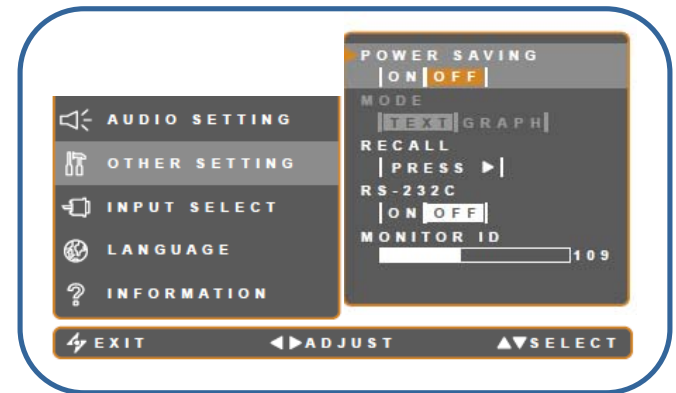 AUDIO SETTING
OTHER SETTING
INPUT SELECT
LANGUAGE
INFORMATION
POWER SAVING
ON OFF
MODE
TEXT GRAPH
RECALL
PRESS ▶
RS-232C
ON OFF
MONITOR ID
109
EXIT ◀▶ADJUST ▲▼SELECT